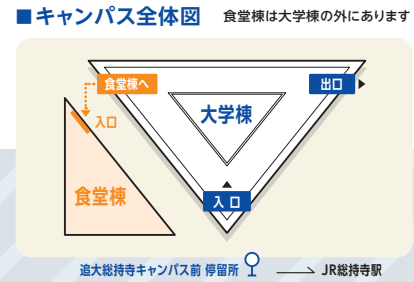 ■キャンパス全体図 食堂棟は大学棟の外にあります
食堂棟へ
出口
大学棟
入口
入口
食堂棟
追大総持寺キャンパス前 停留所
JR総持寺駅